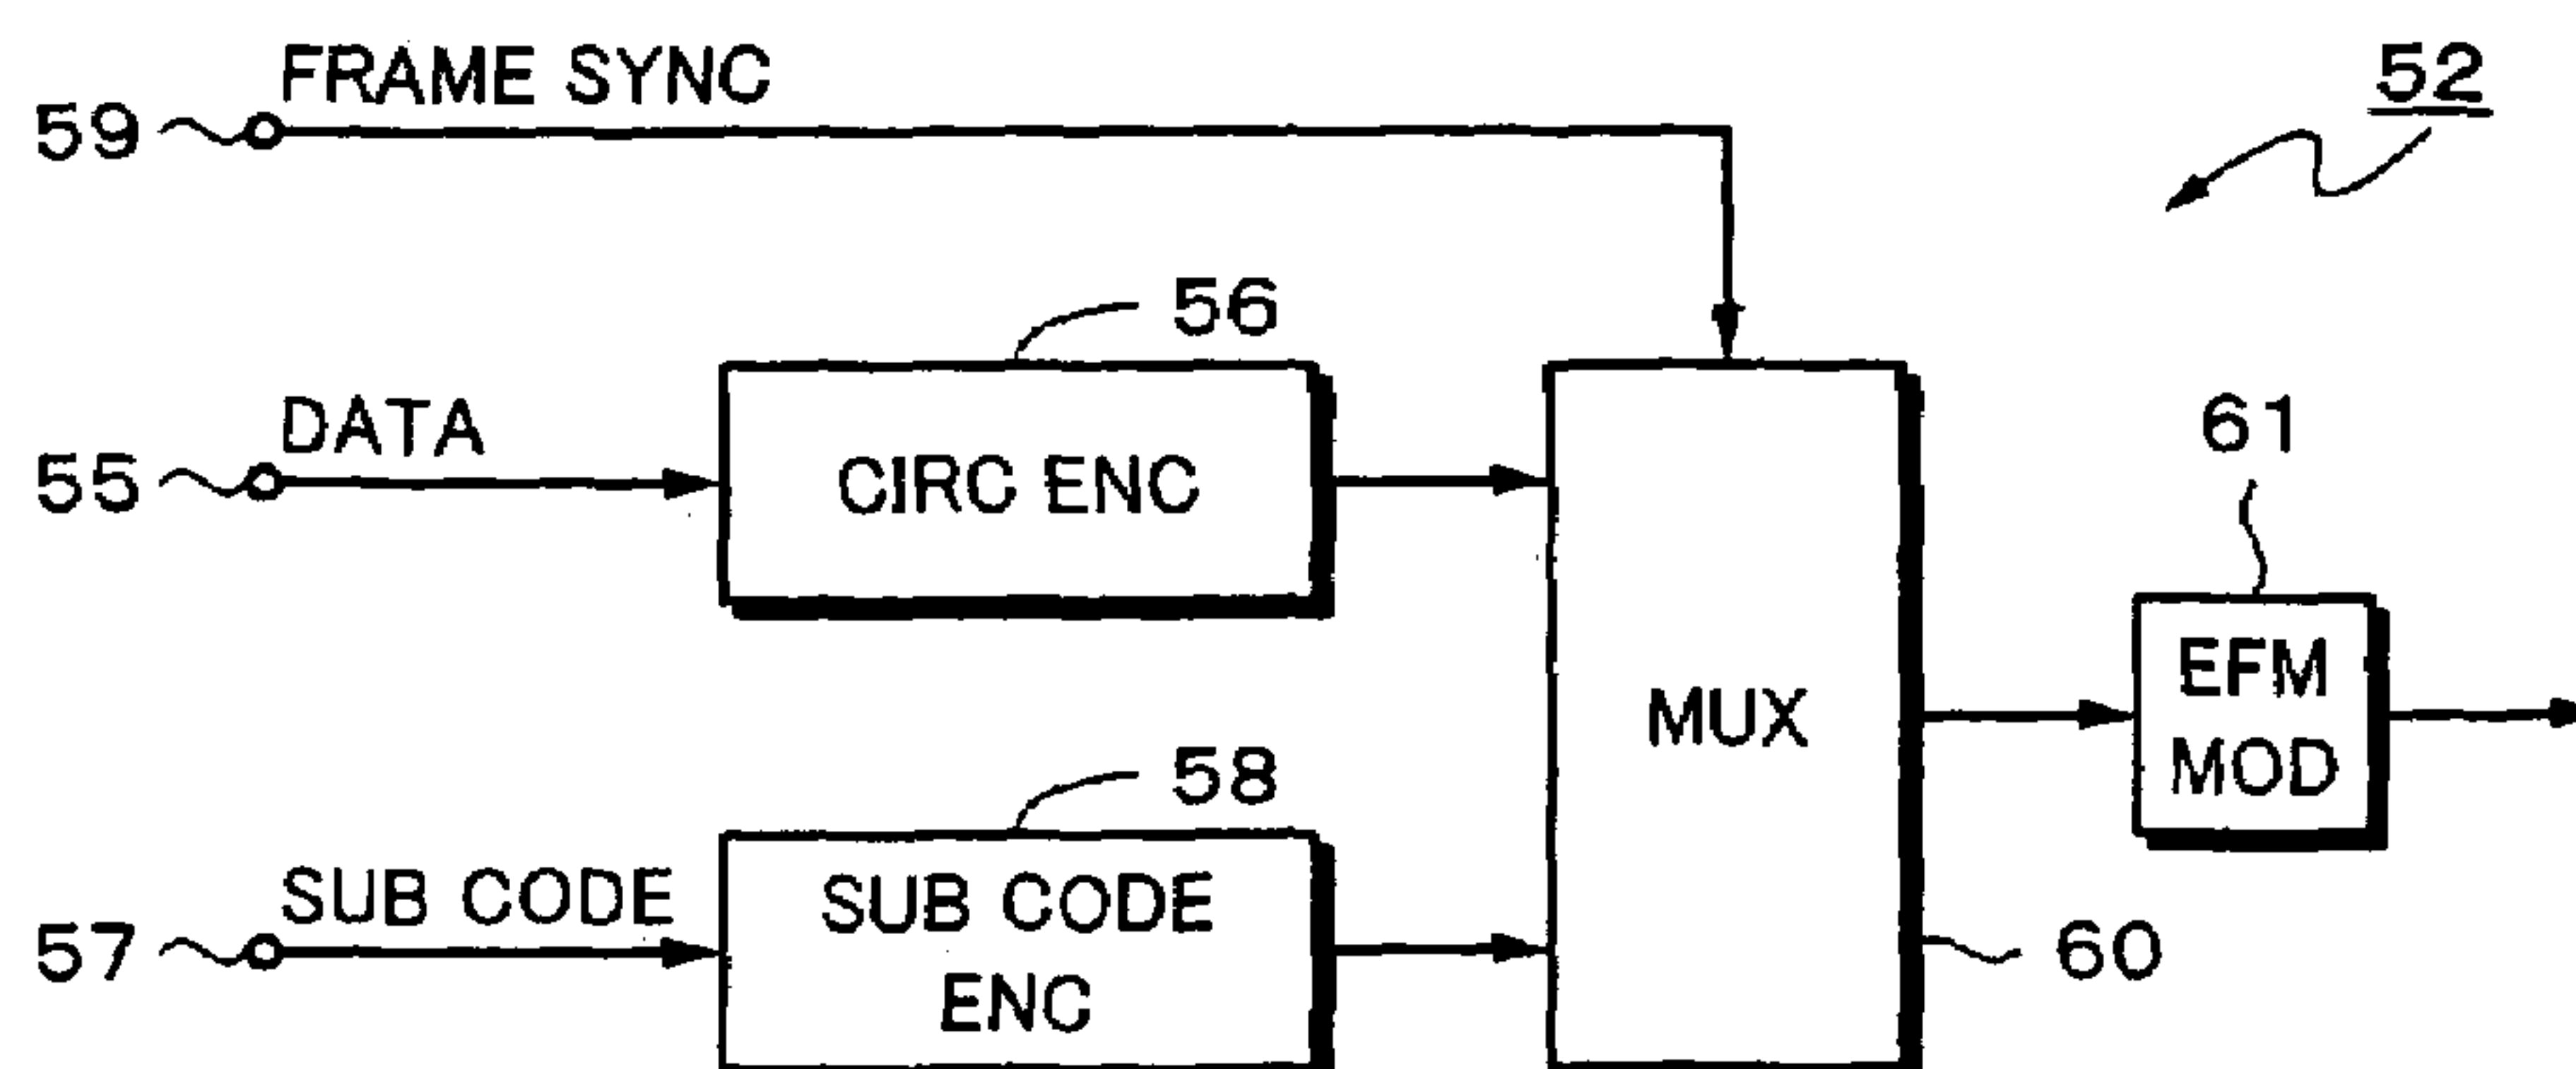 FRAME SYNC
59
52
56
DATA
55
CIRC ENC
61
58
MUX
EFM
MOD
SUB CODE
57
SUB CODE
ENC
60